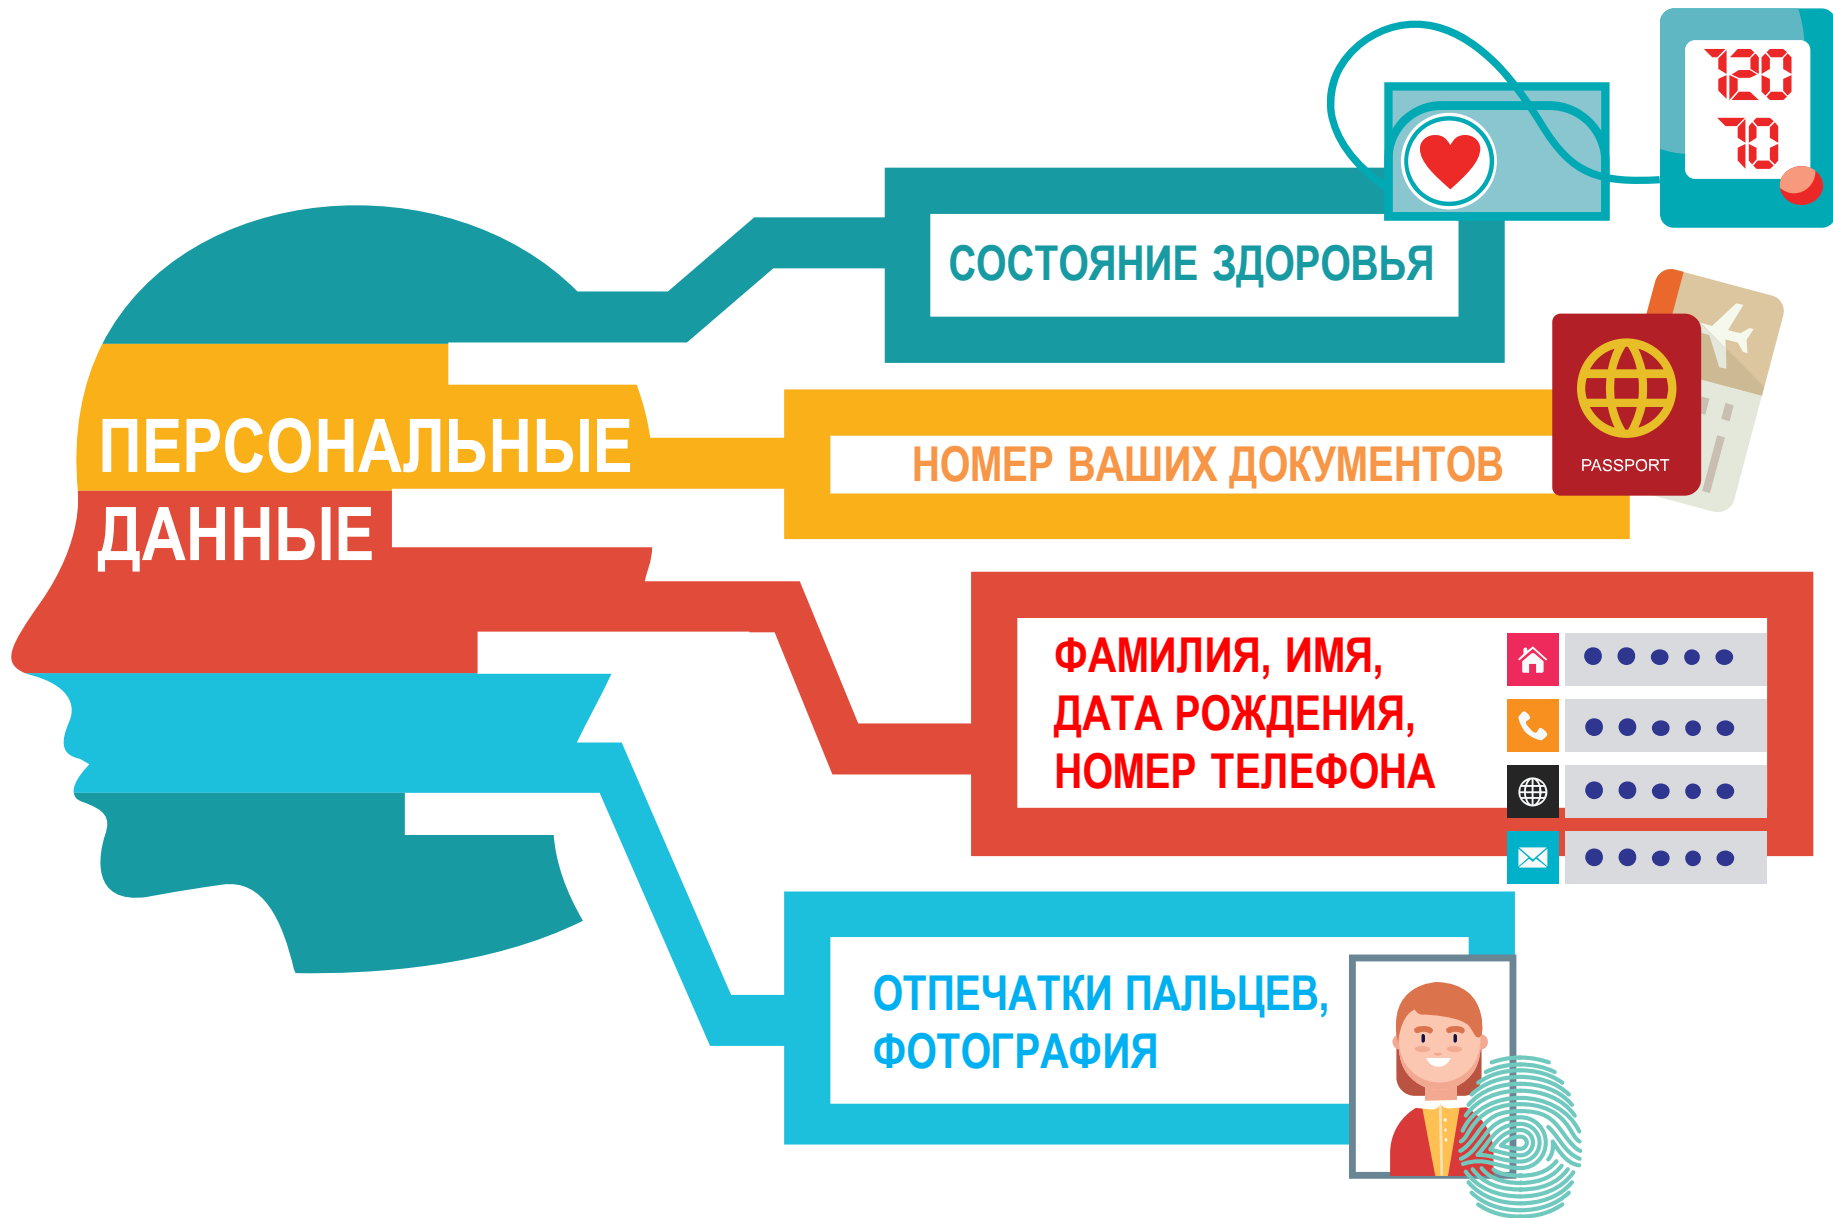 ПЕРСОНАЛЬНЫЕ
ДАННЫЕ
120
70
СОСТОЯНИЕ ЗДОРОВЬЯ
НОМЕР ВАШИХ ДОКУМЕНТОВ
PASSPORT
ФАМИЛИЯ, ИМЯ,
ДАТА РОЖДЕНИЯ,
НОМЕР ТЕЛЕФОНА
ОТПЕЧАТКИ ПАЛЬЦЕВ,
ФОТОГРАФИЯ